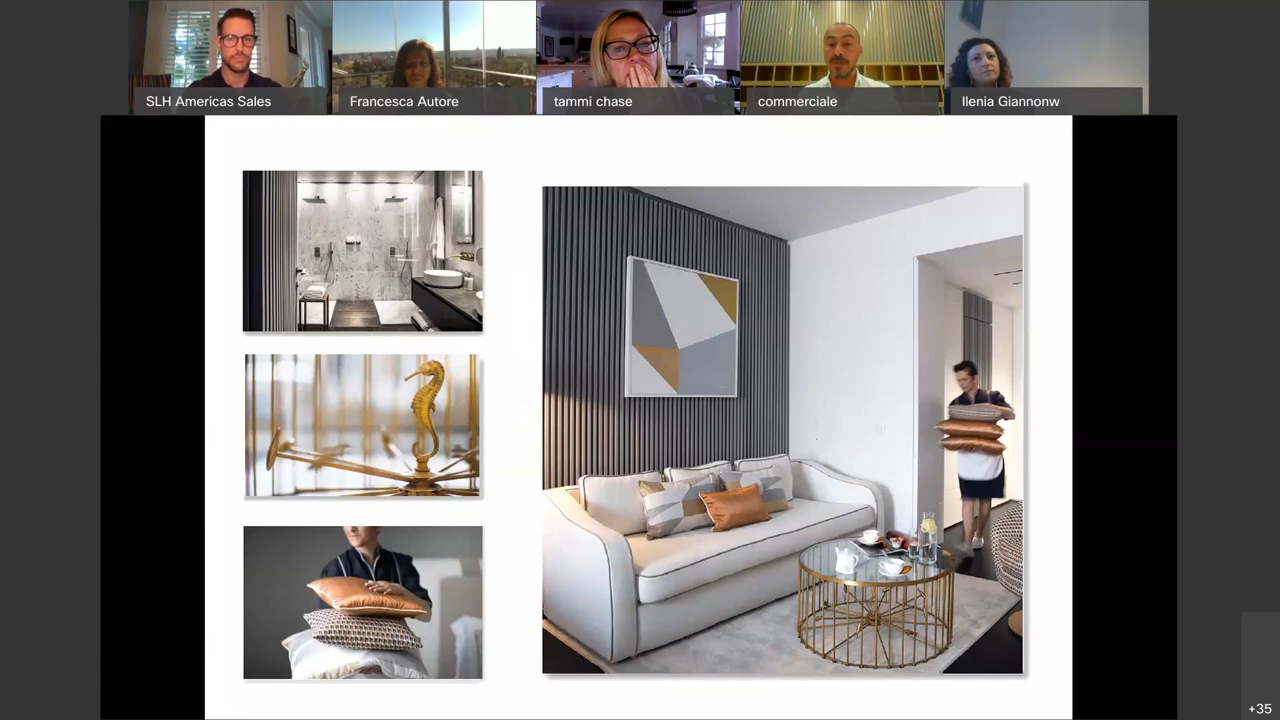 SLH Americas Sales
Francesca Autore
tammi chase
commerciale
Ilenia Giannonw
+35